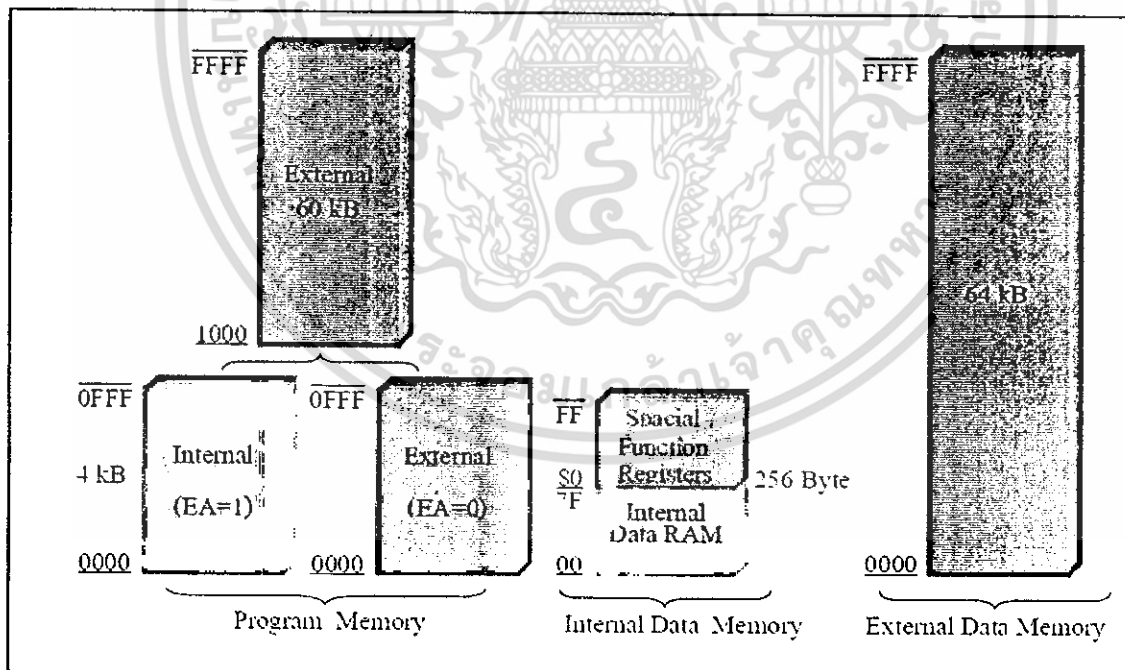 FFFF
External
60 kB
1000
0FFF
4 kB
Internal
(EA=1)
0000
0FFF
External
(EA=0)
0000
Program Memory
FF
Spacial
Function
Registers
80
7F
256 Byte
Internal
Data RAM
00
Internal Data Memory
FFFF
64 kB
0000
External Data Memory